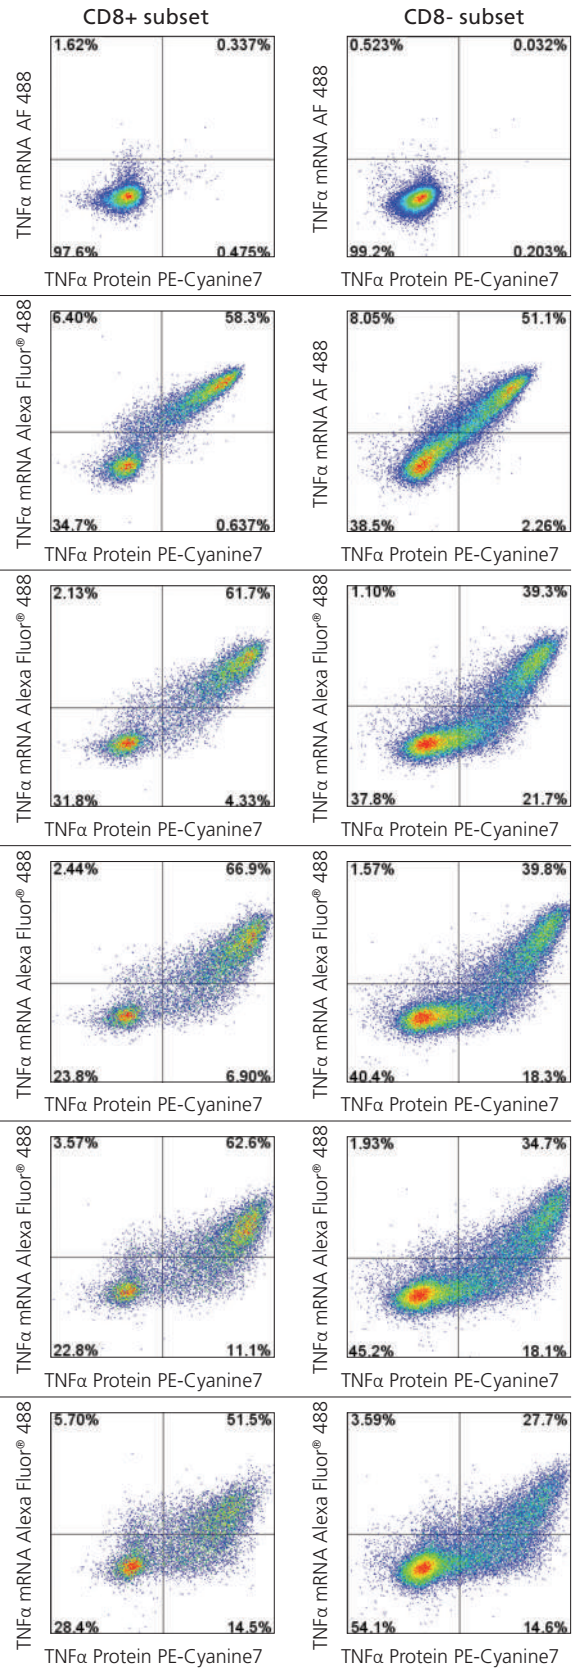 CD8+ subset CD8- subset
1.62% 0.337% 0.523% 0.032%
TNFα mRNA AF 488 TNFα mRNA AF 488
97.6% 0.475% 99.2% 0.203%
TNFα Protein PE-Cyanine7 TNFα Protein PE-Cyanine7
6.40% 58.3% 8.05% 51.1%
TNFα mRNA Alexa Fluor® 488 TNFα mRNA AF 488
34.7% 0.637% 38.5% 2.26%
TNFα Protein PE-Cyanine7 TNFα Protein PE-Cyanine7
2.13% 61.7% 1.10% 39.3%
TNFα mRNA Alexa Fluor® 488 TNFα mRNA Alexa Fluor® 488
31.8% 4.33% 37.8% 21.7%
TNFα Protein PE-Cyanine7 TNFα Protein PE-Cyanine7
2.44% 66.9% 1.57% 39.8%
TNFα mRNA Alexa Fluor® 488 TNFα mRNA Alexa Fluor® 488
23.8% 6.90% 40.4% 18.3%
TNFα Protein PE-Cyanine7 TNFα Protein PE-Cyanine7
3.57% 62.6% 1.93% 34.7%
TNFα mRNA Alexa Fluor® 488 TNFα mRNA Alexa Fluor® 488
22.8% 11.1% 45.2% 18.1%
TNFα Protein PE-Cyanine7 TNFα Protein PE-Cyanine7
5.70% 51.5% 3.59% 27.7%
TNFα mRNA Alexa Fluor® 488 TNFα mRNA Alexa Fluor® 488
28.4% 14.5% 54.1% 14.6%
TNFα Protein PE-Cyanine7 TNFα Protein PE-Cyanine7